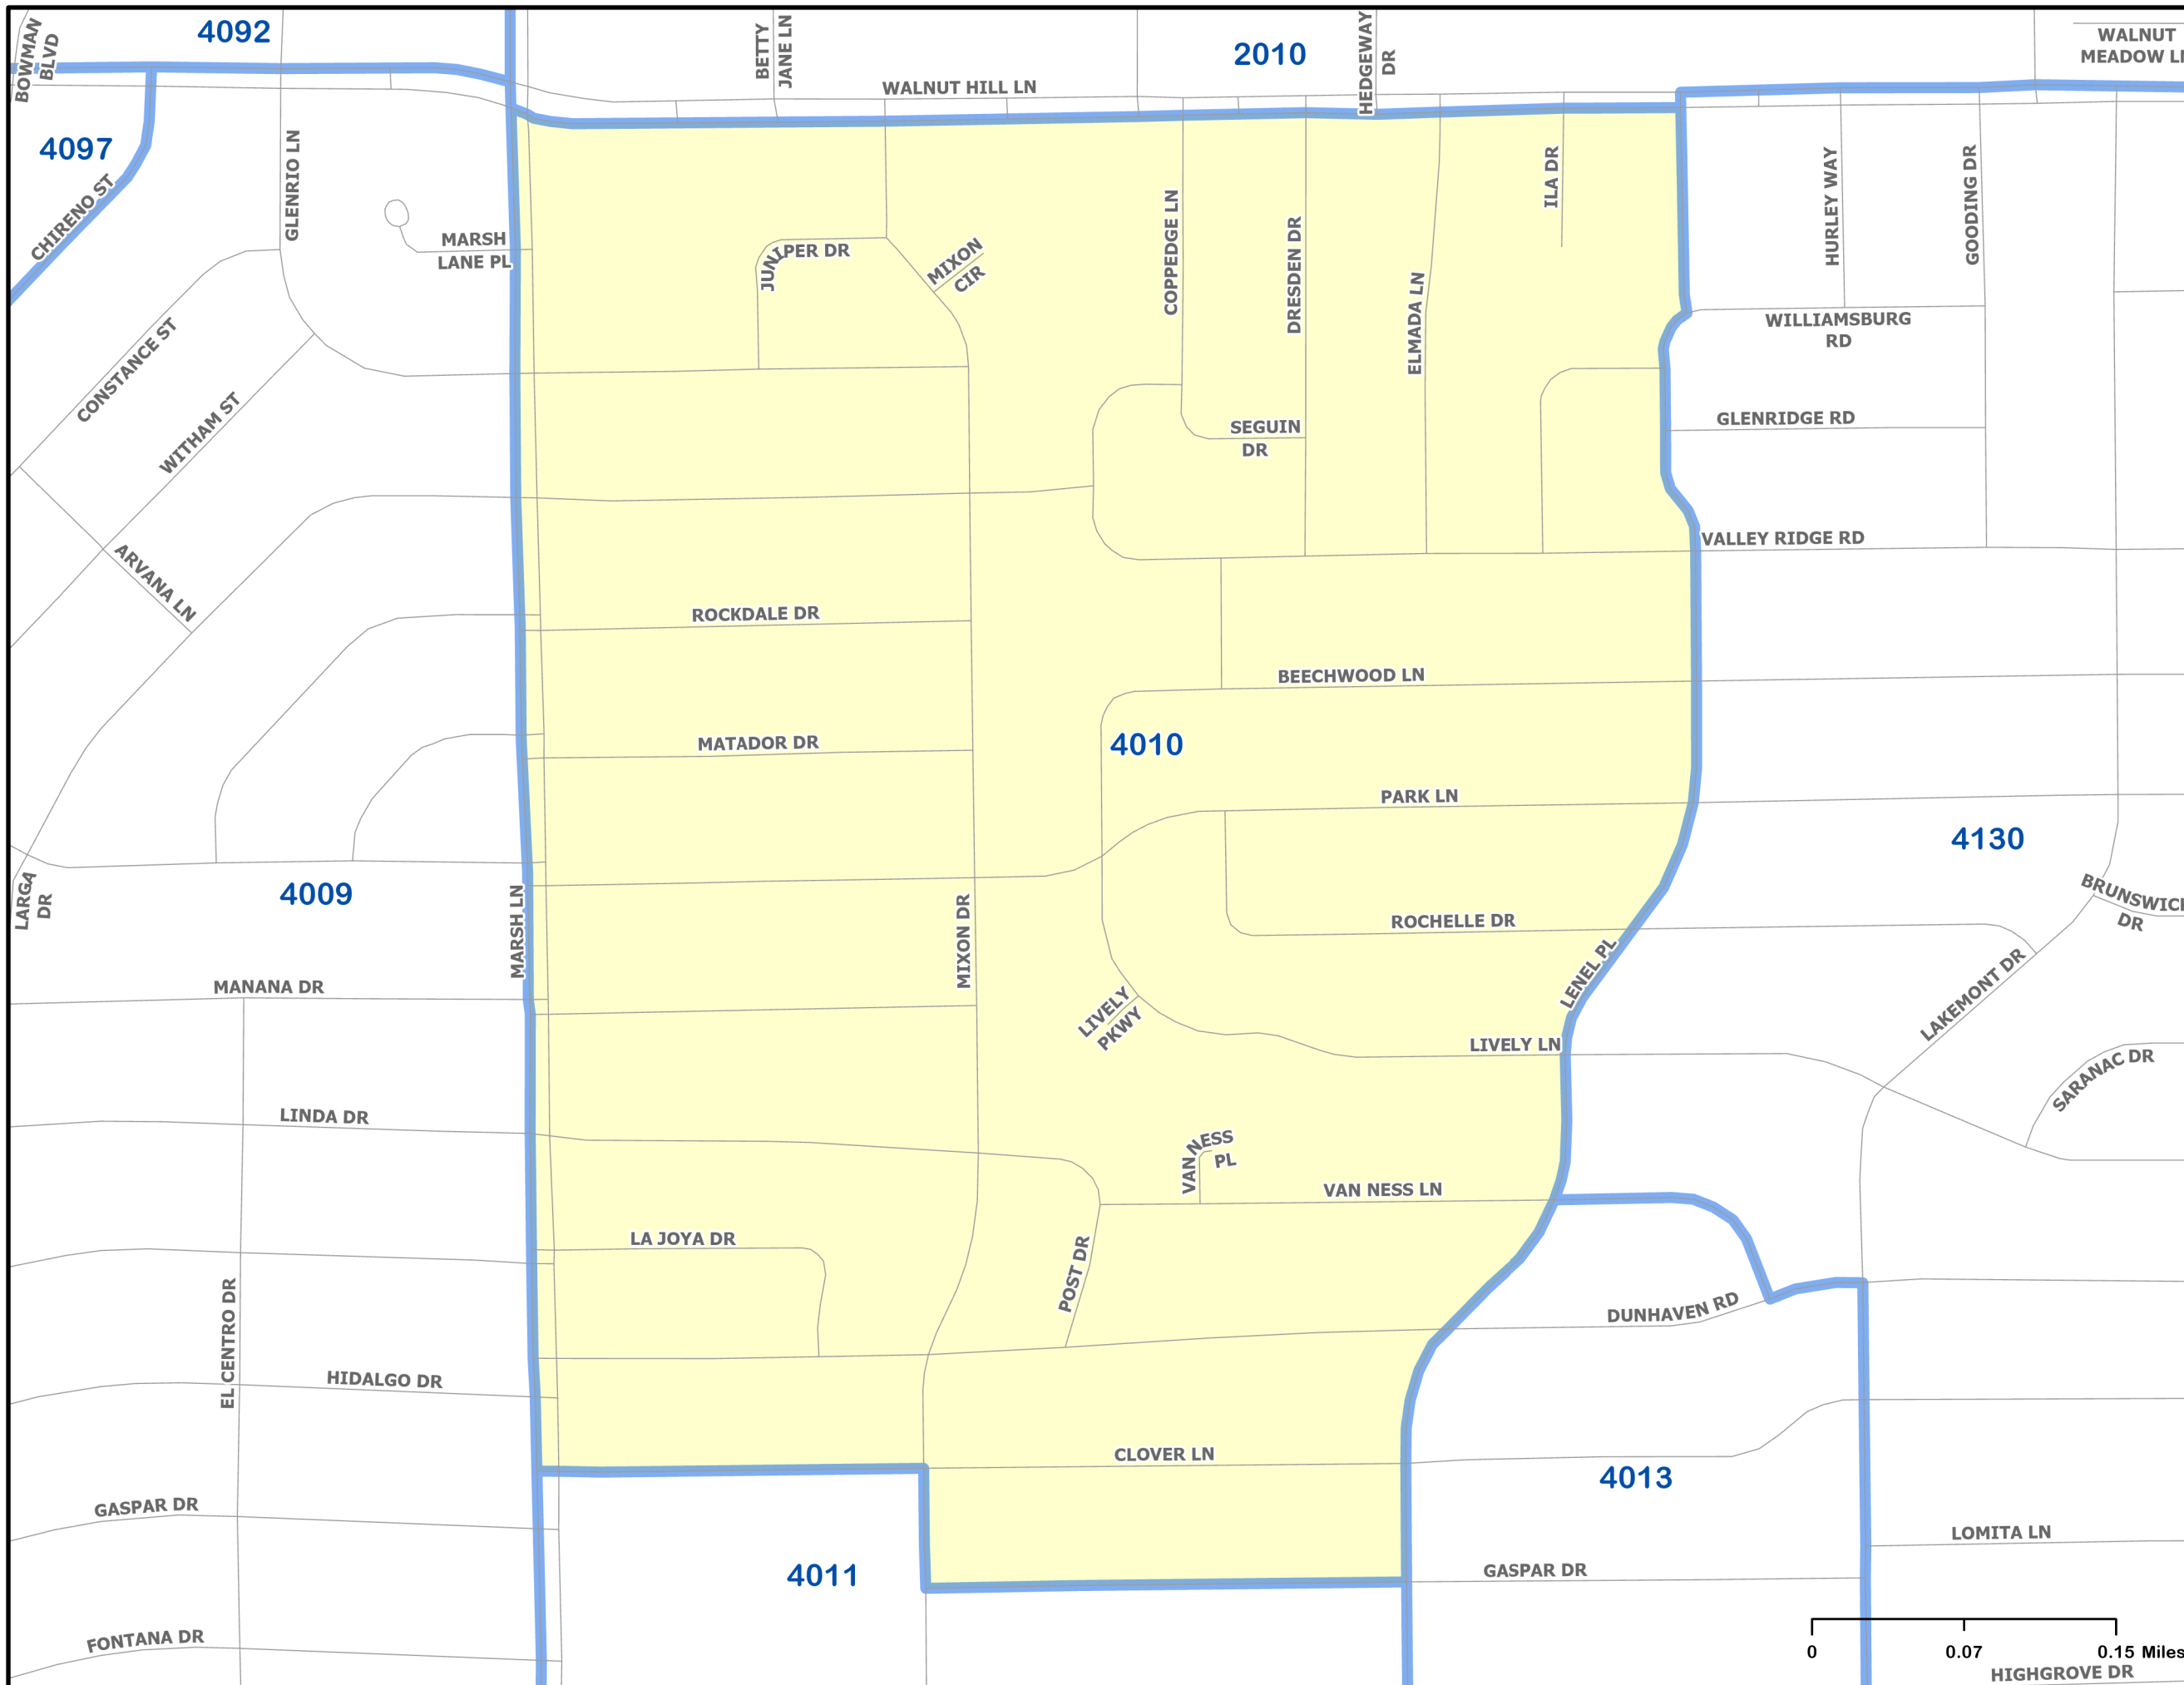 BOWMAN
BLVD
4092
BETTY
JANE LN
2010
HEDGEWAY
DR
WALNUT
MEADOW LN
WALNUT HILL LN
4097
CHIRENO ST
GLENRIO LN
MARSH
LANE PL
JUNIPER DR
MIXON
CIR
COPPEDGE LN
DRESDEN DR
ELMADA LN
ILA DR
HURLEY WAY
GOODING DR
WILLIAMSBURG
RD
CONSTANCE ST
WITHAM ST
SEGUIN
DR
GLENRIDGE RD
VALLEY RIDGE RD
ARVANA LN
ROCKDALE DR
BEECHWOOD LN
MATADOR DR
4010
PARK LN
4130
LARGA
DR
4009
MARSH LN
MIXON DR
ROCHELLE DR
BRUNSWICK
DR
LENEL PL
LAKEMONT DR
MANANA DR
LIVELY
PKWY
LIVELY LN
SARANAC DR
LINDA DR
VAN NESS
PL
VAN NESS LN
LA JOYA DR
POST DR
EL CENTRO DR
DUNHAVEN RD
HIDALGO DR
CLOVER LN
4013
GASPAR DR
LOMITA LN
4011
GASPAR DR
FONTANA DR
0 0.07 0.15 Miles
HIGHGROVE DR